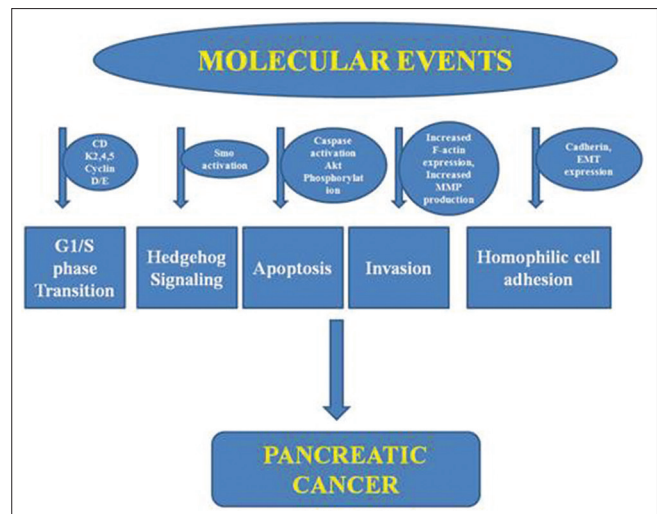 MOLECULAR EVENTS
CD
K2,4,5
Cyclin
D/E
Smo
activation
Caspase
activation
Akt
Phosphorylat
ion
Increased
F-actin
expression,
Increased
MMP
production
Cadherin,
EMT
expression
G1/S
phase
Transition
Hedgehog
Signaling
Apoptosis
Invasion
Homophilic cell
adhesion
PANCREATIC
CANCER